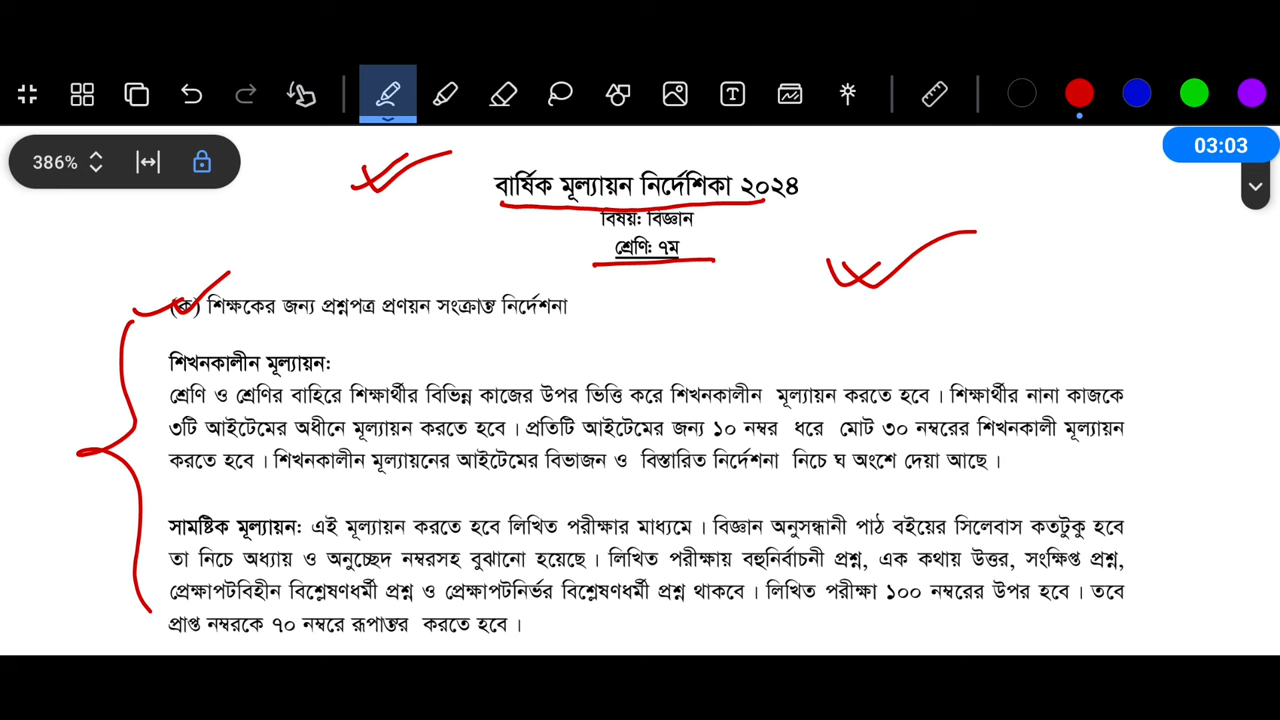 386%
03:03
বার্ষিক মূল্যায়ন নির্দেশিকা ২০২৪
বিষয়: বিজ্ঞান
শ্রেণি: ৭ম
(ক) শিক্ষকের জন্য প্রশ্নপত্র প্রণয়ন সংক্রান্ত নির্দেশনা
শিখনকালীন মূল্যায়ন:
শ্রেণি ও শ্রেণির বাহিরে শিক্ষার্থীর বিভিন্ন কাজের উপর ভিত্তি করে শিখনকালীন মূল্যায়ন করতে হবে। শিক্ষার্থীর নানা কাজকে
৩টি আইটেমের অধীনে মূল্যায়ন করতে হবে। প্রতিটি আইটেমের জন্য ১০ নম্বর ধরে মোট ৩০ নম্বরের শিখনকালী মূল্যায়ন
করতে হবে। শিখনকালীন মূল্যায়নের আইটেমের বিভাজন ও বিস্তারিত নির্দেশনা নিচে ঘ অংশে দেয়া আছে।
সামষ্টিক মূল্যায়ন: এই মূল্যায়ন করতে হবে লিখিত পরীক্ষার মাধ্যমে। বিজ্ঞান অনুসন্ধানী পাঠ বইয়ের সিলেবাস কতটুকু হবে
তা নিচে অধ্যায় ও অনুচ্ছেদ নম্বরসহ বুঝানো হয়েছে। লিখিত পরীক্ষায় বহুনির্বাচনী প্রশ্ন, এক কথায় উত্তর, সংক্ষিপ্ত প্রশ্ন,
প্রেক্ষাপটবিহীন বিশ্লেষণধর্মী প্রশ্ন ও প্রেক্ষাপটনির্ভর বিশ্লেষণধর্মী প্রশ্ন থাকবে। লিখিত পরীক্ষা ১০০ নম্বরের উপর হবে। তবে
প্রাপ্ত নম্বরকে ৭০ নম্বরে রূপান্তর করতে হবে।